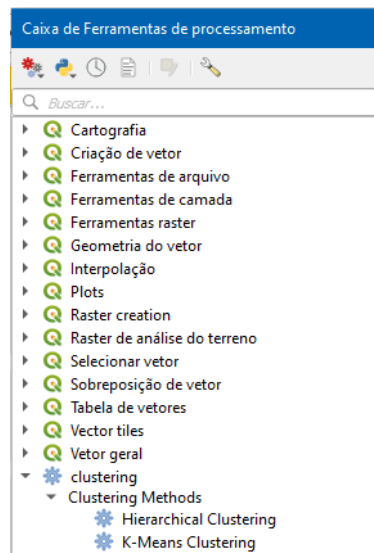 Caixa de Ferramentas de processamento
Buscar...
Cartografia
Criação de vetor
Ferramentas de arquivo
Ferramentas de camada
Ferramentas raster
Geometria do vetor
Interpolação
Plots
Raster creation
Raster de análise do terreno
Selecionar vetor
Sobreposição de vetor
Tabela de vetores
Vector tiles
Vetor geral
clustering
Clustering Methods
Hierarchical Clustering
K-Means Clustering